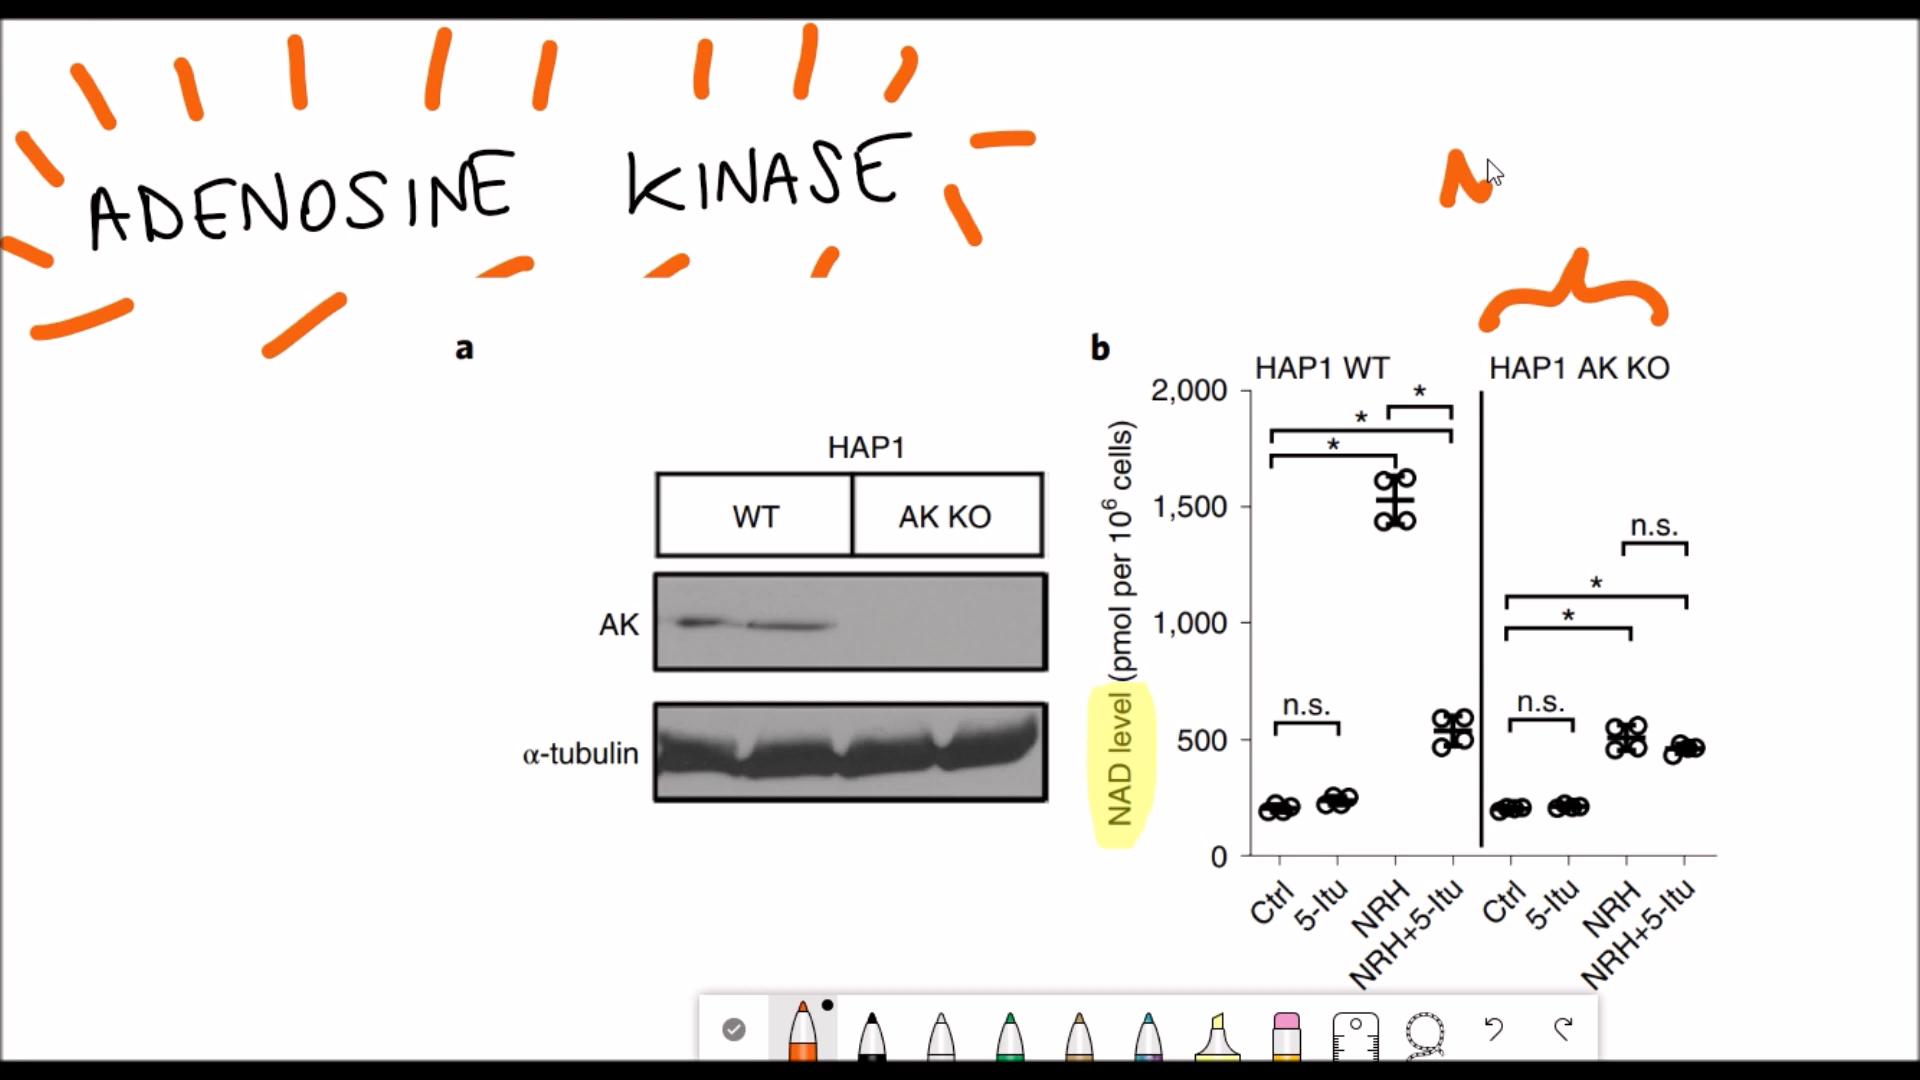 ADENOSINE KINASE
a
HAP1
WT
AK KO
AK
α-tubulin
b
HAP1 WT
HAP1 AK KO
NAD level (pmol per 10⁶ cells)
2,000
1,500
1,000
500
0
*
*
*
n.s.
n.s.
*
*
n.s.
Ctrl
5-Itu
NRH
NRH+5-Itu
Ctrl
5-Itu
NRH
NRH+5-Itu